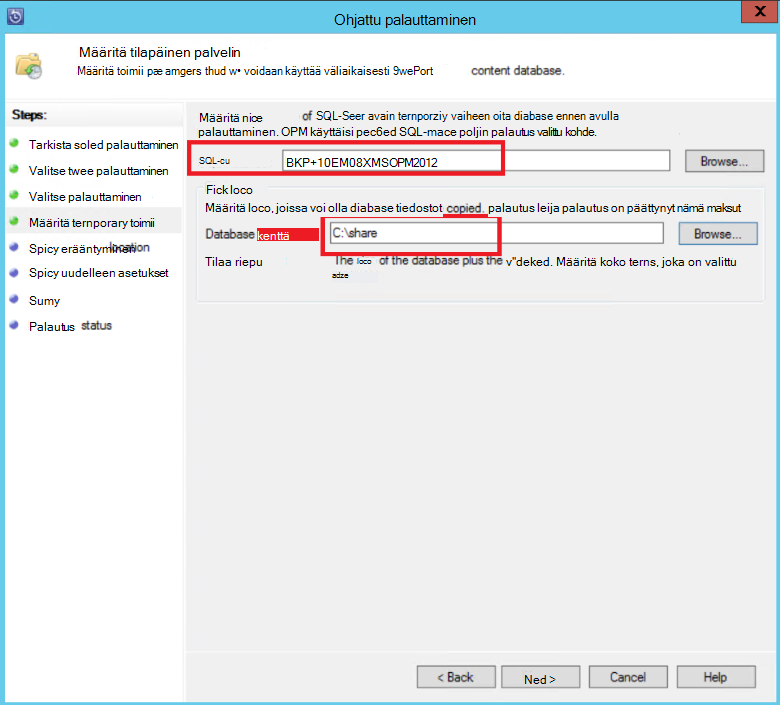 Ohjattu palauttaminen
X
Määritä tilapäinen palvelin
Määritä toimii pæ amgers thud w• voidaan käyttää väliaikaisesti 9wePort content database.
Steps:
Tarkista soled palauttaminen
Valitse twee palauttaminen
Valitse palauttaminen
Määritä ternporary toimii
Spicy erääntyminen location
Spicy uudelleen asetukset
Sumy
Palautus status
Määritä nice of SQL-Seer avain ternporziy vaiheen oita diabase ennen avulla
palauttaminen. OPM käyttäisi pec6ed SQL-mace poljin palautus valittu kohde.
SQL-cu BKP+10EM08XMSOPM2012 Browse...
Fick loco
Määritä loco, joissa voi olla diabase tiedostot copied. palautus leija palautus on päättynyt nämä maksut
Database kenttä C:\share Browse...
Tilaa riepu The loco of the database plus the v"deked. Määritä koko terns, joka on valittu
adze
< Back Ned > Cancel Help